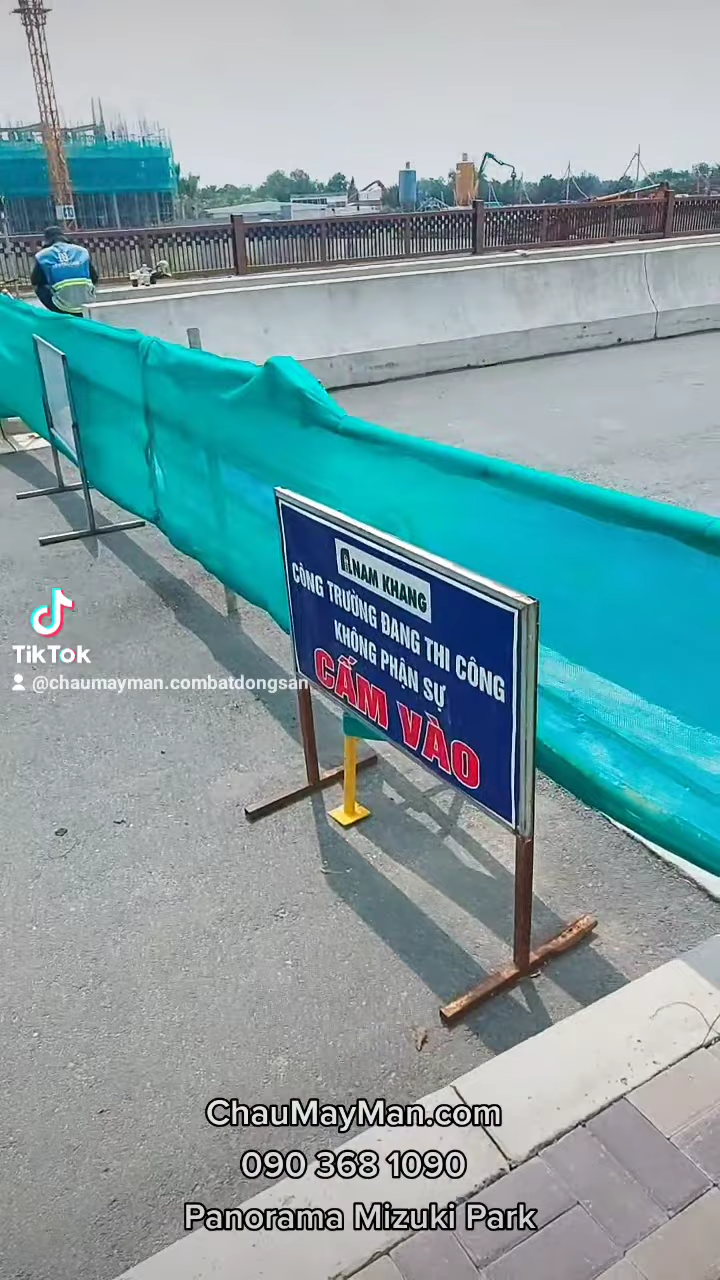 NAM KHANG
CÔNG TRƯỜNG ĐANG THI CÔNG
KHÔNG PHẬN SỰ
CẤM VÀO
TikTok
@chaumayman.combatdongsan
ChauMayMan.com
090 368 1090
Panorama Mizuki Park